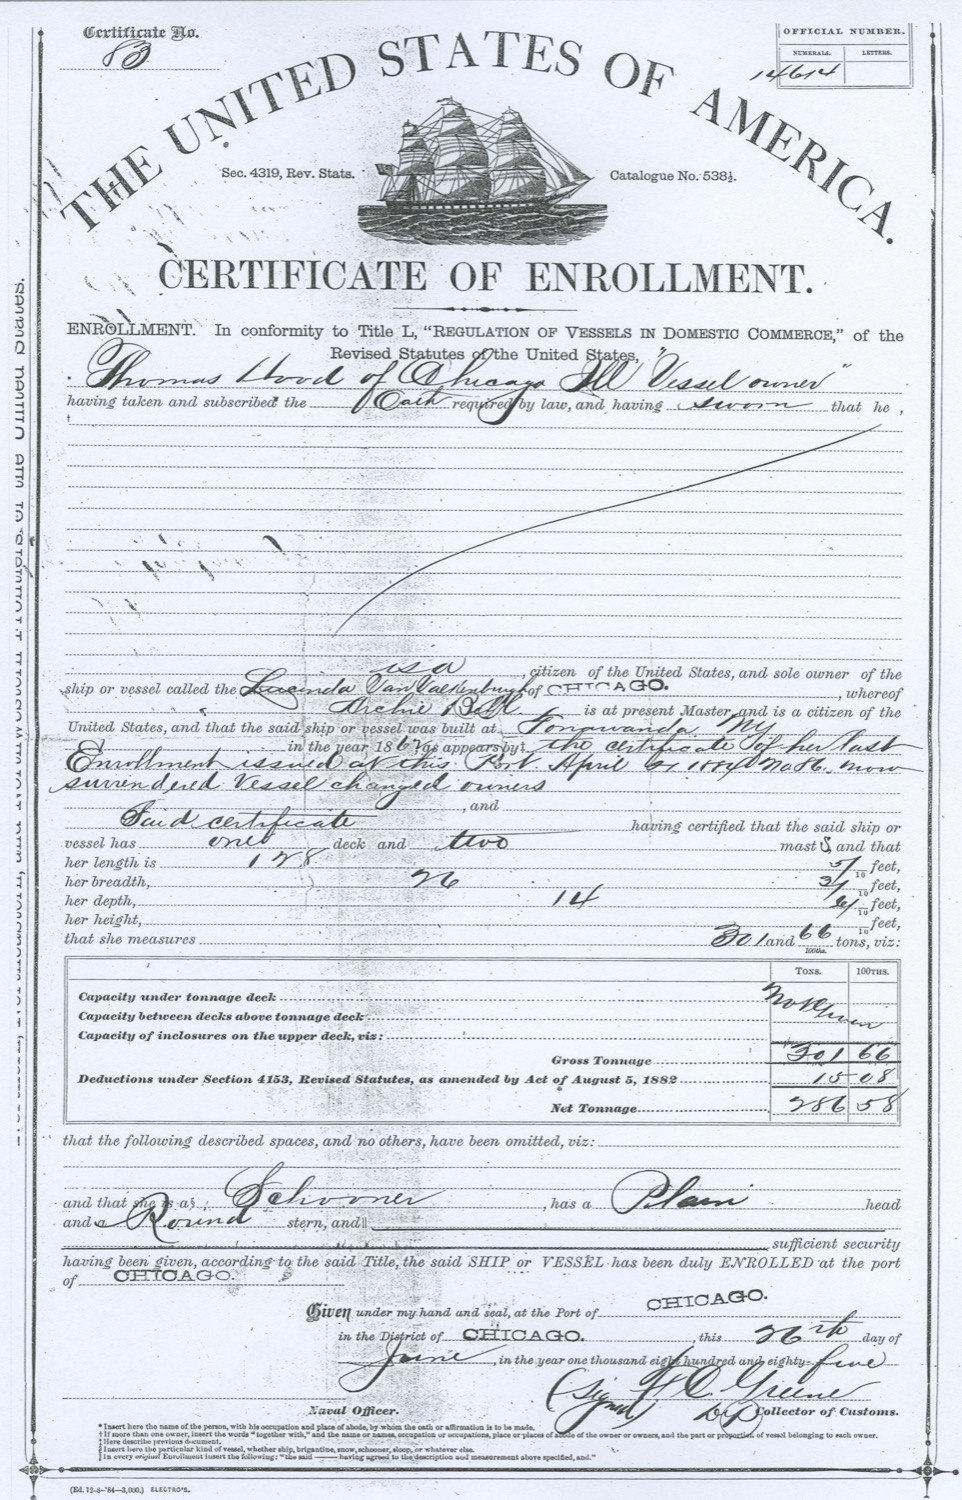 Certificate No.
83
OFFICIAL NUMBER.
NUMERALS. LETTERS.
14614
THE UNITED STATES OF AMERICA.
Sec. 4319, Rev. Stats.
Catalogue No. 538½.
CERTIFICATE OF ENROLLMENT.
ENROLLMENT. In conformity to Title L, "REGULATION OF VESSELS IN DOMESTIC COMMERCE," of the
Revised Statutes of the United States,
Thomas Hood of Chicago Ill "Vessel owner"
having taken and subscribed the Oath required by law, and having sworn that he
is a citizen of the United States, and sole owner of the
ship or vessel called the Lucinda Van Valkenburgh of CHICAGO. , whereof
Archie Ball is at present Master, and is a citizen of the
United States, and that the said ship or vessel was built at Tonawanda, NY
in the year 186 as appears by‡ the certificate of her last
Enrollment issued at this Port April 1884 No now
surrendered Vessel changed owners
, and
Said certificate having certified that the said ship or
vessel has one deck and two masts and that
her length is 128 5/10 feet,
her breadth, 26 /10 feet,
her depth, 14 /10 feet,
her height, /10 feet,
that she measures 301 and 66/100ths. tons, viz:
TONS. 100THS.
Capacity under tonnage deck
Capacity between decks above tonnage deck
Capacity of inclosures on the upper deck, viz:
Gross Tonnage 301 66
Deductions under Section 4153, Revised Statutes, as amended by Act of August 5, 1882 15 08
Net Tonnage 286 58
that the following described spaces, and no others, have been omitted, viz:
and that she is a§ Schooner , has a Plain head
and a Round stern, and‖
sufficient security
having been given, according to the said Title, the said SHIP or VESSEL has been duly ENROLLED at the port
of CHICAGO.
Given under my hand and seal, at the Port of CHICAGO.
in the District of CHICAGO. , this 26th day of
June , in the year one thousand eight hundred and eighty-five
(Signed H. C. Greene
Naval Officer. Dp Collector of Customs.
* Insert here the name of the person, with his occupation and place of abode, by whom the oath or affirmation is to be made.
† If more than one owner, insert the words "together with," and the name or names, occupation or occupations, place or places of abode of the owner or owners, and the part or proportion of vessel belonging to each owner.
‡ Here describe previous document.
§ Insert here the particular kind of vessel, whether ship, brigantine, snow, schooner, sloop, or whatever else.
‖ In every original Enrollment insert the following: "the said —— having agreed to the description and measurement above specified, and."
(Ed. 12-8-'84—3,000.) ELECTRO'S.